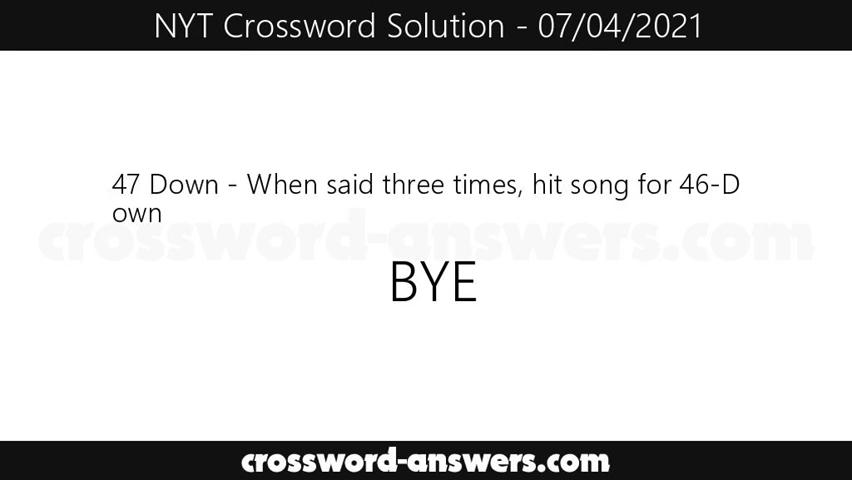 NYT Crossword Solution - 07/04/2021
47 Down - When said three times, hit song for 46-D
own
crossword-answers.com
BYE
crossword-answers.com